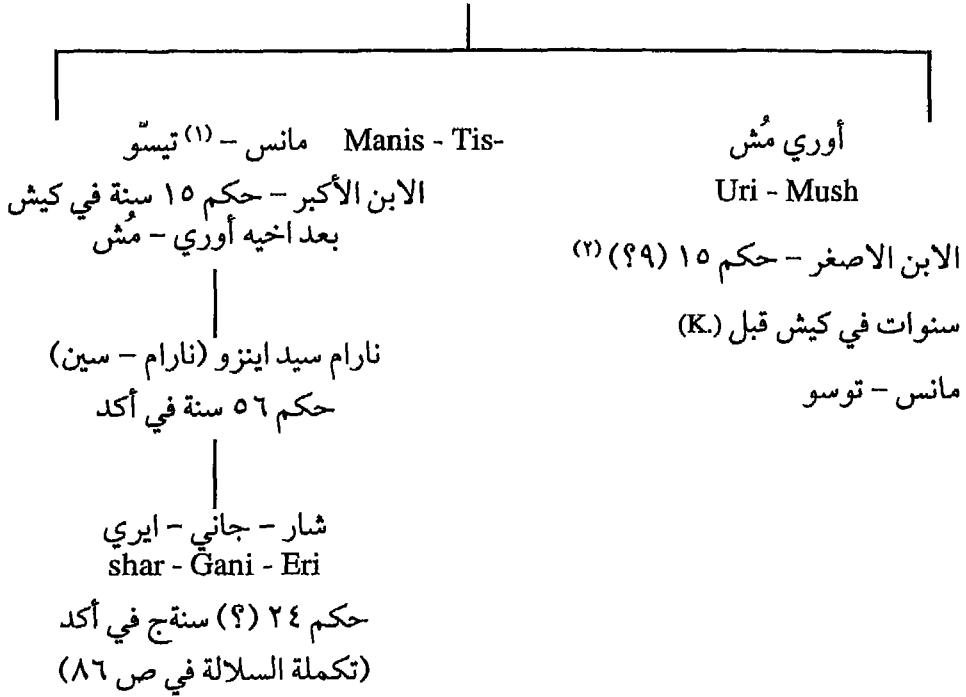 أوري مُش
Uri - Mush
الابن الاصغر – حكم ١٥ (٩؟) (٢)
سنوات في كيش قبل (K.)
مانس – توسو
مانس – (١) تيسّو Manis - Tis-
الابن الأكبر – حكم ١٥ سنة في كيش
بعد اخيه أوري – مُش
نارام سيد اينزو (نارام – سين)
حكم ٥٦ سنة في أكد
شار – جاني – ايري
shar - Gani - Eri
حكم ٢٤ (؟) سنةج في أكد
(تكملة السلالة في ص ٨٦)